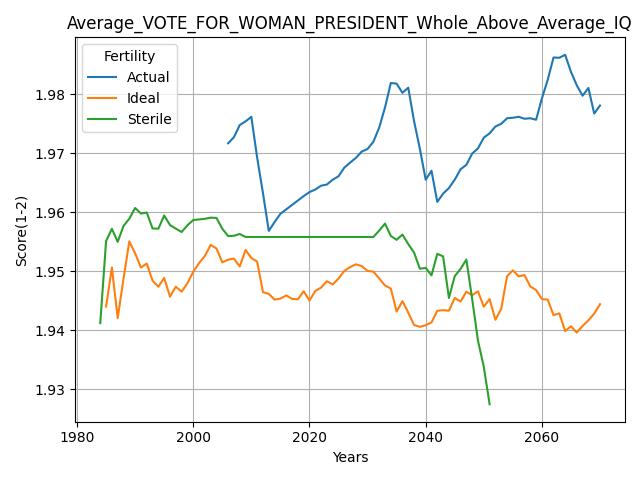 Average_VOTE_FOR_WOMAN_PRESIDENT_Whole_Above_Average_IQ
Fertility
Actual
Ideal
Sterile
Score(1-2)
1.98
1.97
1.96
1.95
1.94
1.93
1980
2000
2020
2040
2060
Years